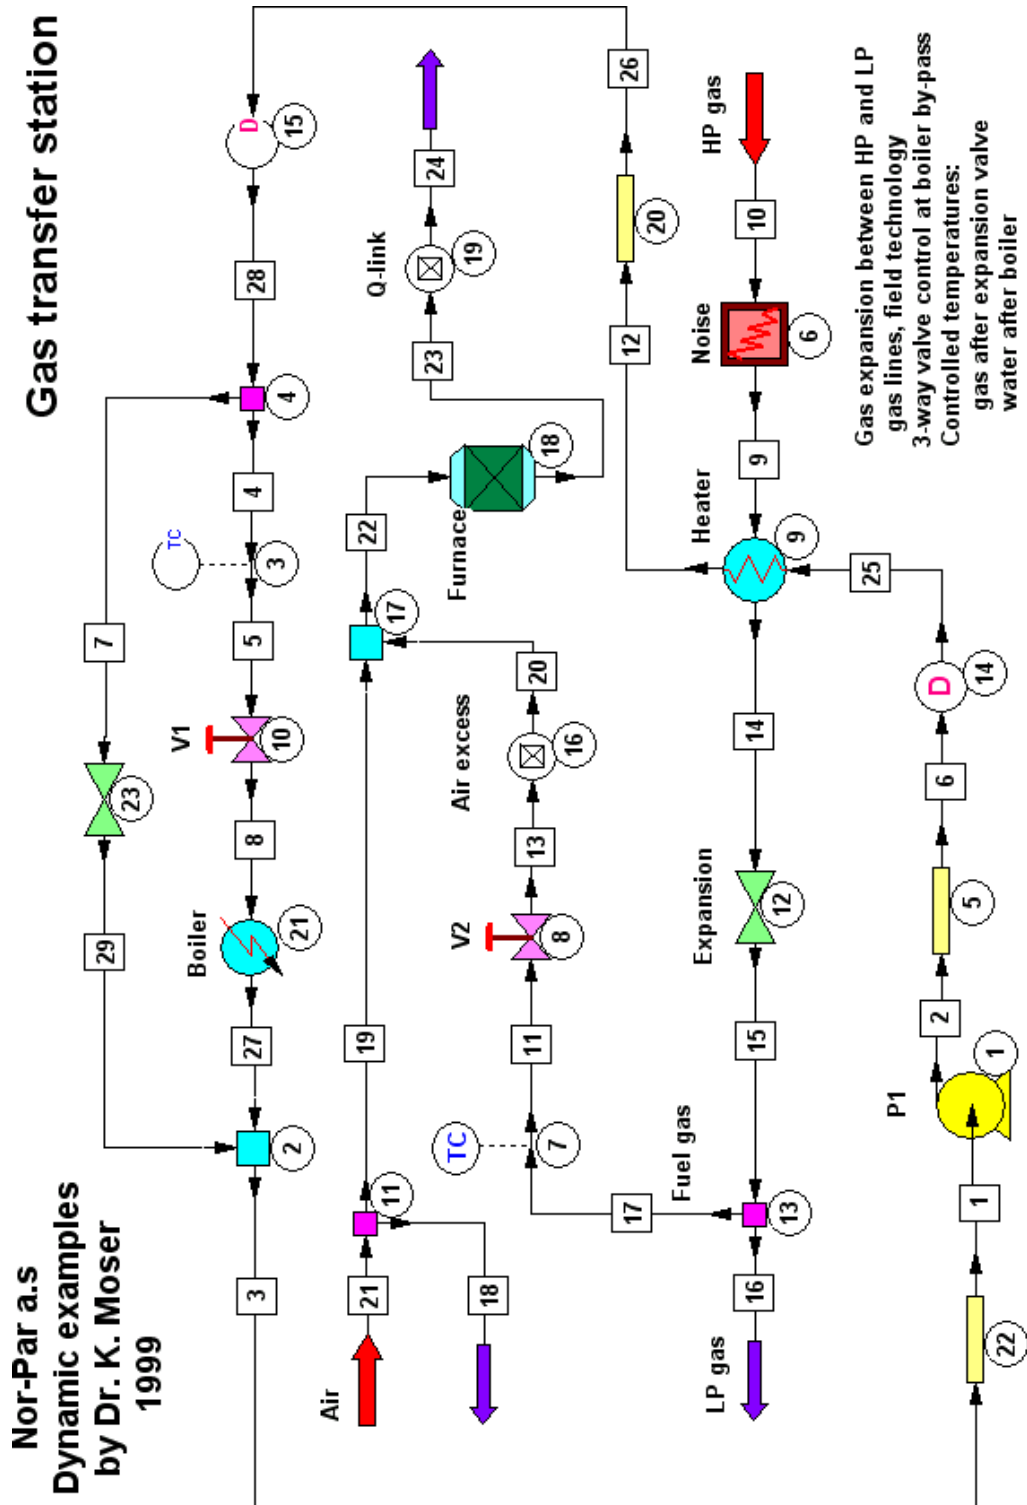 Nor-Par a.s
Dynamic examples
by Dr. K. Moser
1999
Gas transfer station
7
23
29
15
D
28
4
4
TC
3
5
V1
10
8
Boiler
21
27
2
3
Q-link
24
19
23
Furnace
18
22
17
19
Air
21
11
18
26
20
12
Air excess
20
16
13
V2
8
11
TC
7
Fuel gas
17
HP gas
10
Noise
6
9
Heater
9
14
Expansion
12
15
13
16
LP gas
25
14
D
6
5
2
P1
1
1
22
Gas expansion between HP and LP
gas lines, field technology
3-way valve control at boiler by-pass
Controlled temperatures:
gas after expansion valve
water after boiler